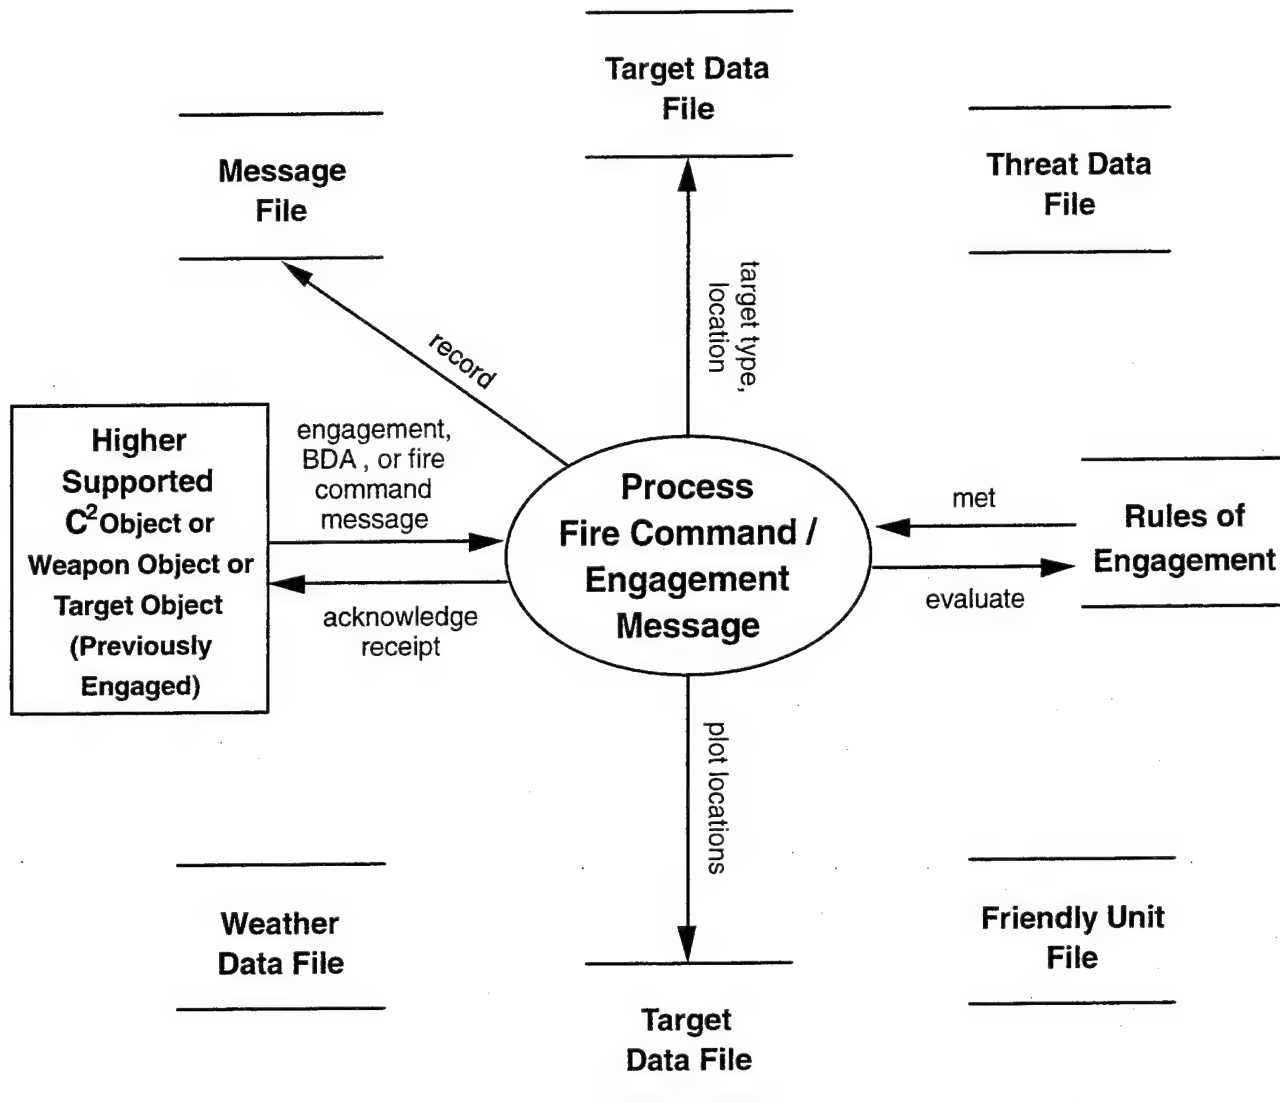 Target Data
File
Message
File
Threat Data
File
target type,
location
record
Higher
Supported
C² Object or
Weapon Object or
Target Object
(Previously
Engaged)
engagement,
BDA , or fire
command
message
acknowledge
receipt
Process
Fire Command /
Engagement
Message
met
evaluate
Rules of
Engagement
plot locations
Weather
Data File
Friendly Unit
File
Target
Data File